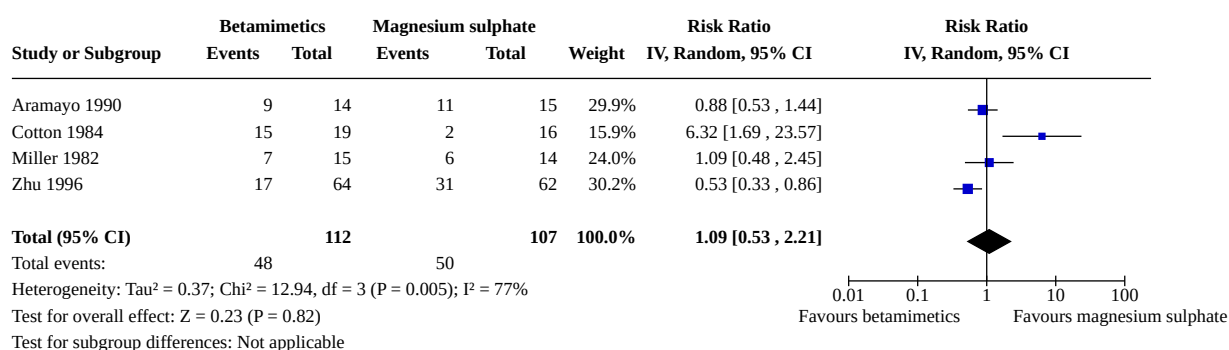 Betamimetics Magnesium sulphate Risk Ratio Risk Ratio
Study or Subgroup Events Total Events Total Weight IV, Random, 95% CI IV, Random, 95% CI
Aramayo 1990 9 14 11 15 29.9% 0.88 [0.53 , 1.44]
Cotton 1984 15 19 2 16 15.9% 6.32 [1.69 , 23.57]
Miller 1982 7 15 6 14 24.0% 1.09 [0.48 , 2.45]
Zhu 1996 17 64 31 62 30.2% 0.53 [0.33 , 0.86]
Total (95% CI) 112 107 100.0% 1.09 [0.53 , 2.21]
Total events: 48 50
Heterogeneity: Tau² = 0.37; Chi² = 12.94, df = 3 (P = 0.005); I² = 77%
0.01 0.1 1 10 100
Test for overall effect: Z = 0.23 (P = 0.82)
Favours betamimetics Favours magnesium sulphate
Test for subgroup differences: Not applicable